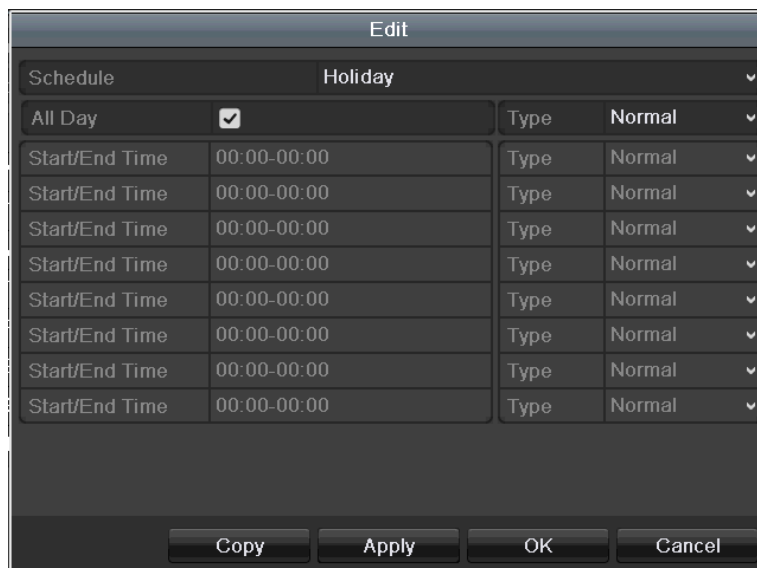 Edit
Schedule Holiday
All Day Type Normal
Start/End Time 00:00-00:00 Type Normal
Start/End Time 00:00-00:00 Type Normal
Start/End Time 00:00-00:00 Type Normal
Start/End Time 00:00-00:00 Type Normal
Start/End Time 00:00-00:00 Type Normal
Start/End Time 00:00-00:00 Type Normal
Start/End Time 00:00-00:00 Type Normal
Start/End Time 00:00-00:00 Type Normal
Copy Apply OK Cancel